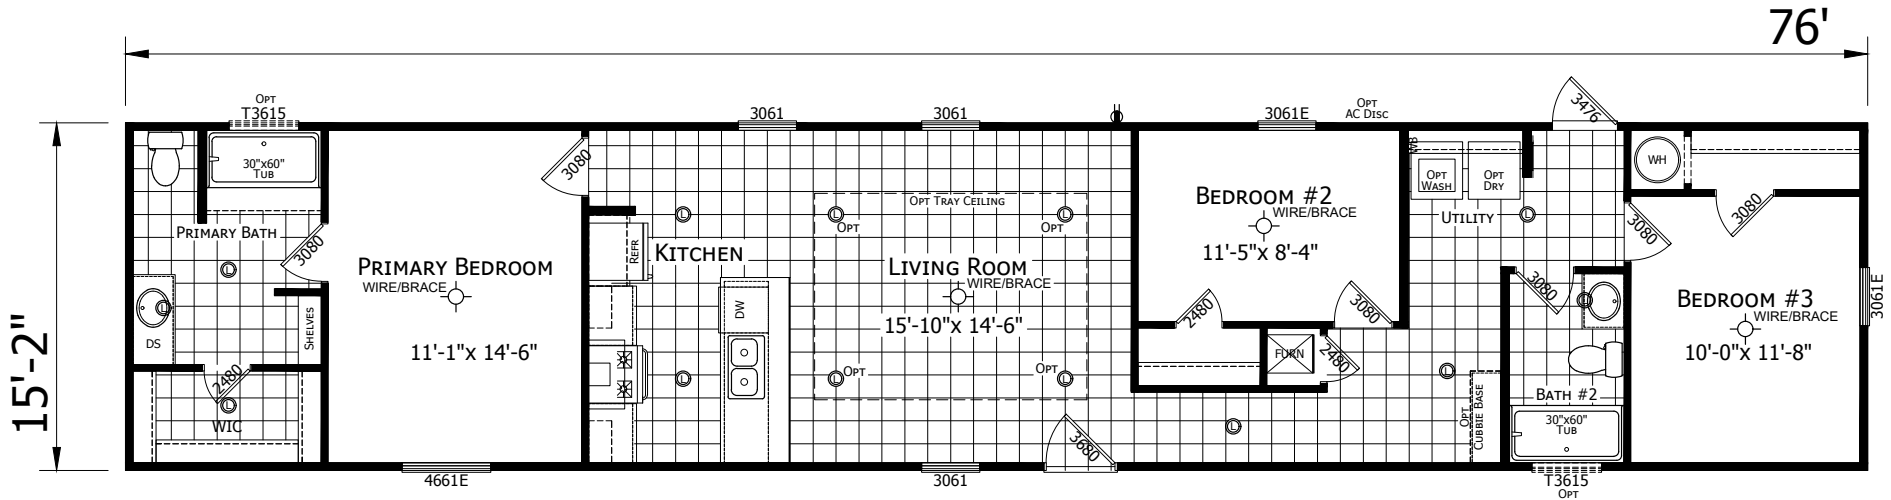 76'
15'-2"
Opt
T3615
3061
3061
3061E
Opt
AC Disc
3476
30"x60"
Tub
3080
Primary Bath
3080
DS
Shelves
2480
WIC
L
L
L
Primary Bedroom
WIRE/BRACE
11'-1"x 14'-6"
4661E
Refr
Kitchen
DW
L
L
Opt Tray Ceiling
L
Opt
L
Opt
Living Room
WIRE/BRACE
15'-10"x 14'-6"
L
Opt
Opt
L
3061
3680
Bedroom #2
WIRE/BRACE
11'-5"x 8'-4"
2480
3080
Furn
2480
L
L
WB
Opt
Wash
Opt
Dry
Utility
L
Opt
Cubbie Base
3080
L
Bath #2
30"x60"
Tub
T3615
Opt
WH
3080
3080
Bedroom #3
WIRE/BRACE
10'-0"x 11'-8"
3061E